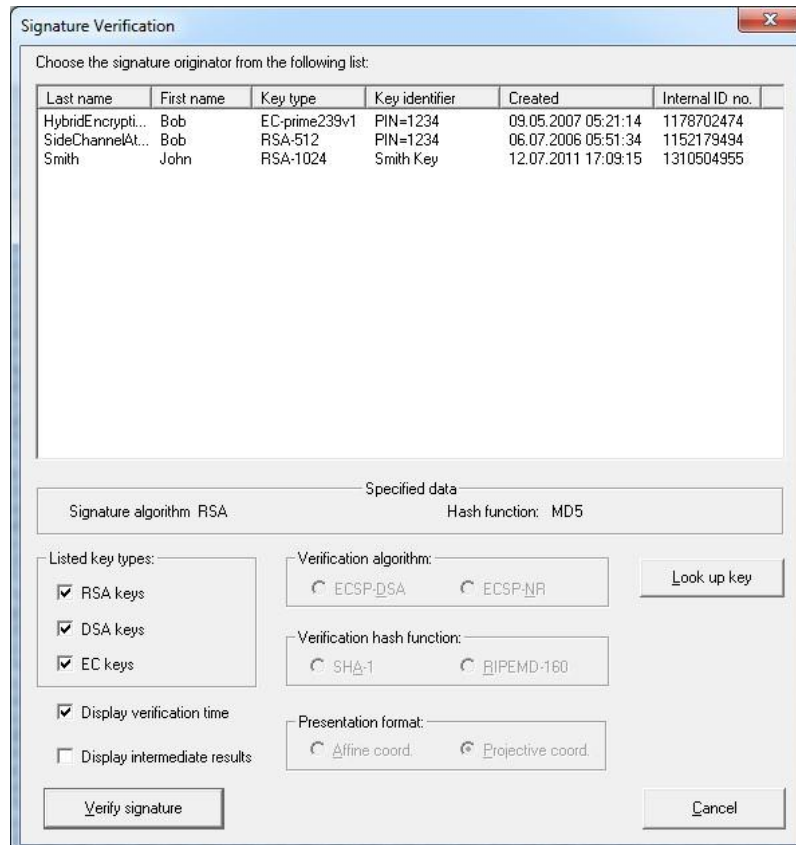 Signature Verification
Choose the signature originator from the following list:
Last name First name Key type Key identifier Created Internal ID no.
HybridEncrypti... Bob EC-prime239v1 PIN=1234 09.05.2007 05:21:14 1178702474
SideChannelAt... Bob RSA-512 PIN=1234 06.07.2006 05:51:34 1152179494
Smith John RSA-1024 Smith Key 12.07.2011 17:09:15 1310504955
Specified data
Signature algorithm RSA Hash function: MD5
Listed key types:
RSA keys
DSA keys
EC keys
Verification algorithm:
ECSP-DSA ECSP-NR
Look up key
Verification hash function:
SHA-1 RIPEMD-160
Display verification time
Display intermediate results
Presentation format:
Affine coord. Projective coord.
Verify signature Cancel